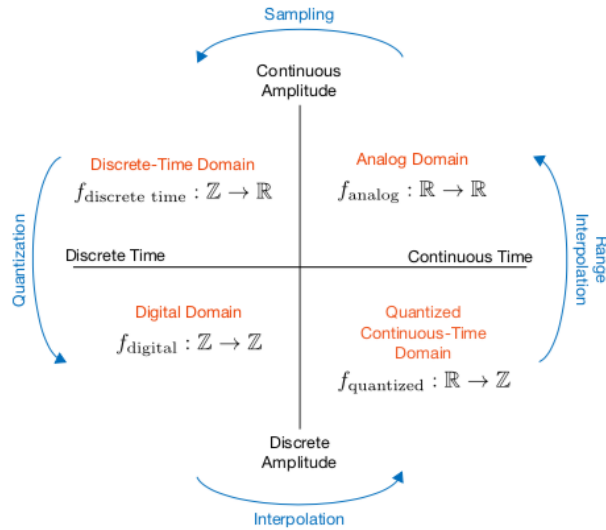 Sampling
Continuous
Amplitude
Discrete-Time Domain
f_discrete time : ℤ → ℝ
Analog Domain
f_analog : ℝ → ℝ
Quantization
Range
Interpolation
Discrete Time
Continuous Time
Digital Domain
f_digital : ℤ → ℤ
Quantized
Continuous-Time
Domain
f_quantized : ℝ → ℤ
Discrete
Amplitude
Interpolation